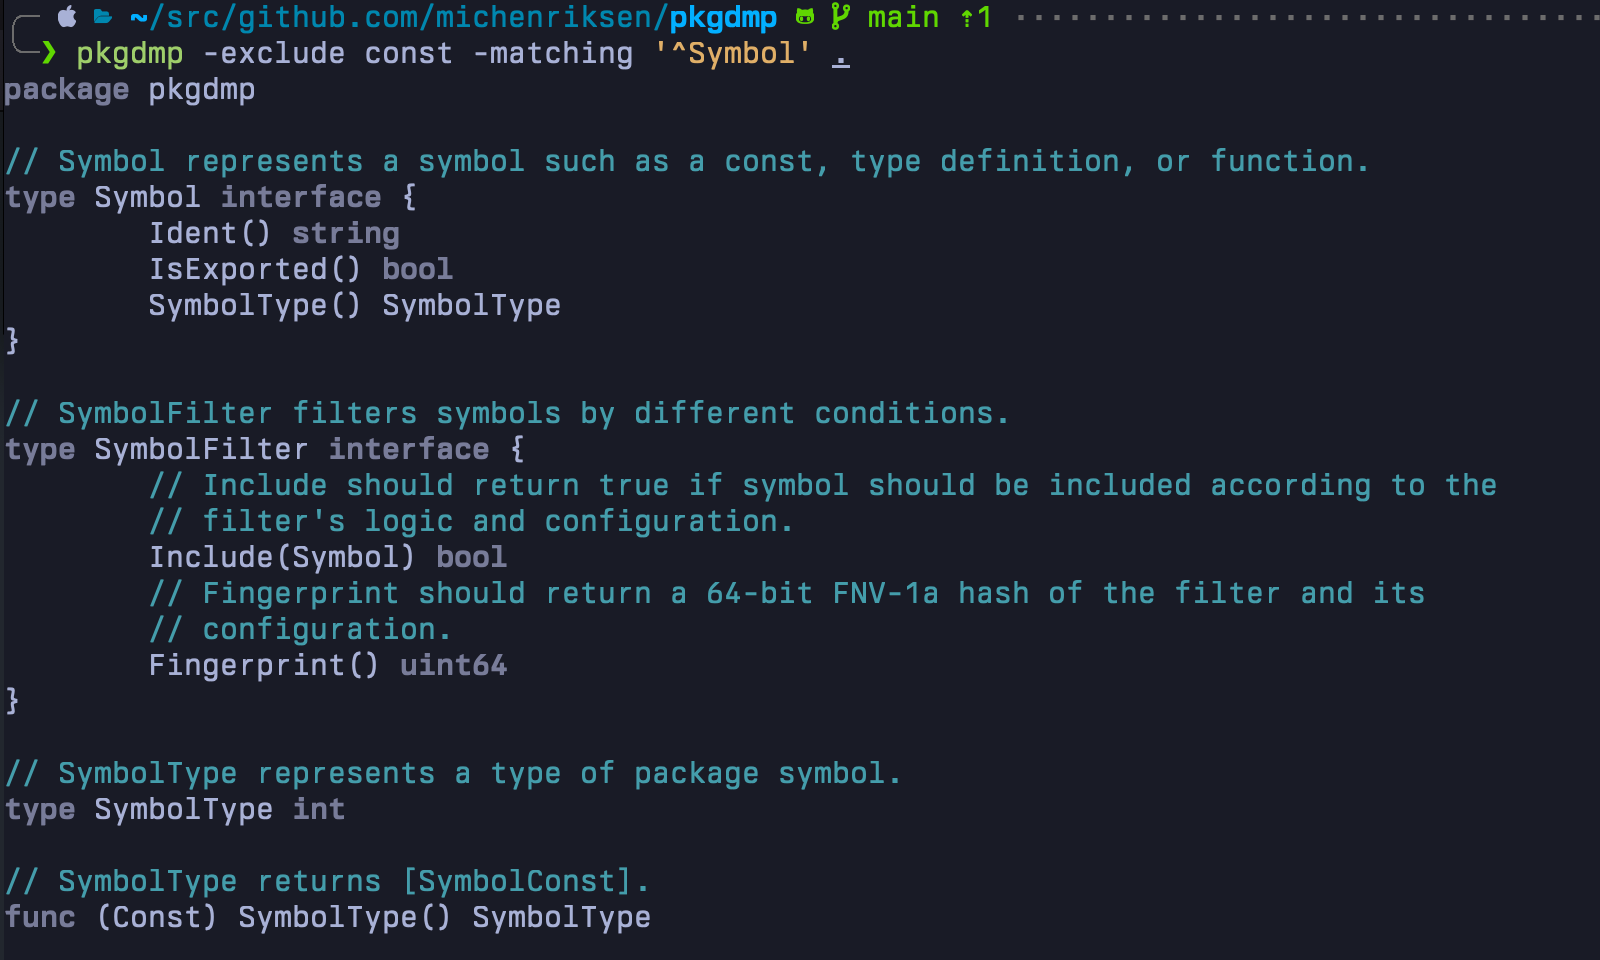 ~/src/github.com/michenriksen/pkgdmp main ⇡1
❯ pkgdmp -exclude const -matching '^Symbol' .
package pkgdmp

// Symbol represents a symbol such as a const, type definition, or function.
type Symbol interface {
        Ident() string
        IsExported() bool
        SymbolType() SymbolType
}

// SymbolFilter filters symbols by different conditions.
type SymbolFilter interface {
        // Include should return true if symbol should be included according to the
        // filter's logic and configuration.
        Include(Symbol) bool
        // Fingerprint should return a 64-bit FNV-1a hash of the filter and its
        // configuration.
        Fingerprint() uint64
}

// SymbolType represents a type of package symbol.
type SymbolType int

// SymbolType returns [SymbolConst].
func (Const) SymbolType() SymbolType